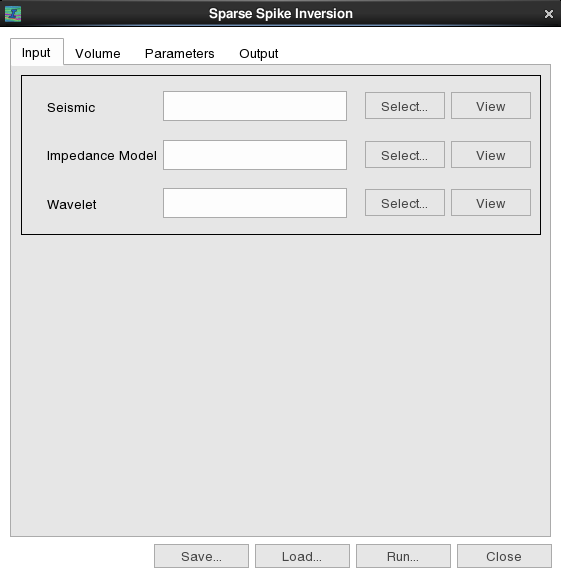 Sparse Spike Inversion
Input Volume Parameters Output
Seismic Select... View
Impedance Model Select... View
Wavelet Select... View
Save... Load... Run... Close